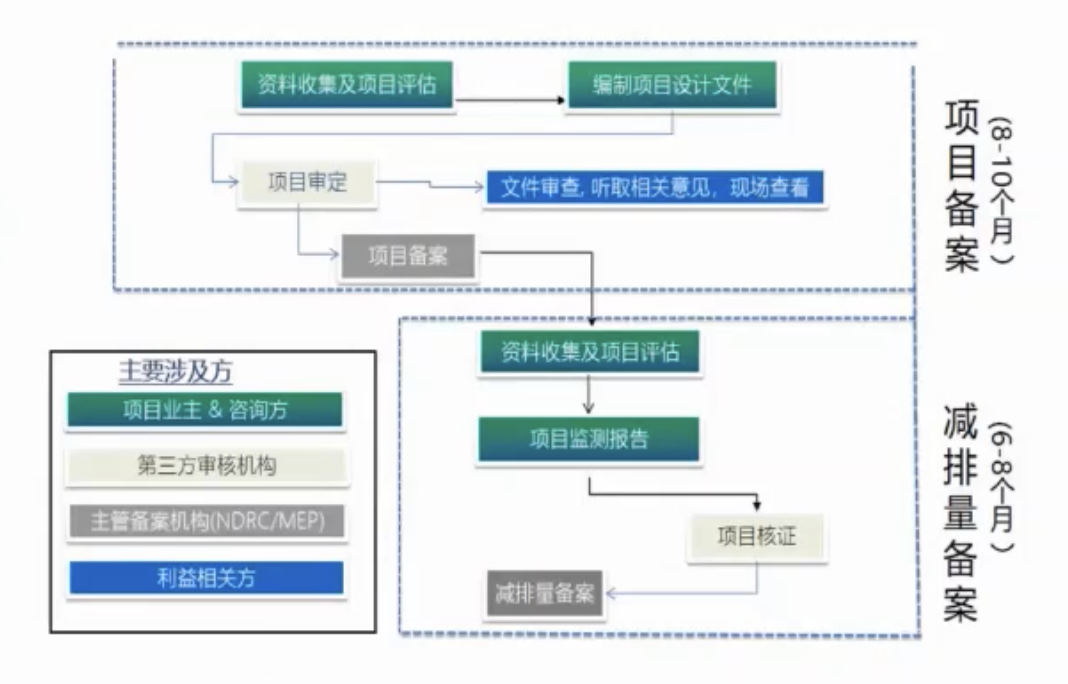 资料收集及项目评估
编制项目设计文件
项目审定
文件审查, 听取相关意见，现场查看
项目备案
项目备案
(8-10个月)
资料收集及项目评估
项目监测报告
项目核证
减排量备案
减排量备案
(6-8个月)
主要涉及方
项目业主 & 咨询方
第三方审核机构
主管备案机构(NDRC/MEP)
利益相关方